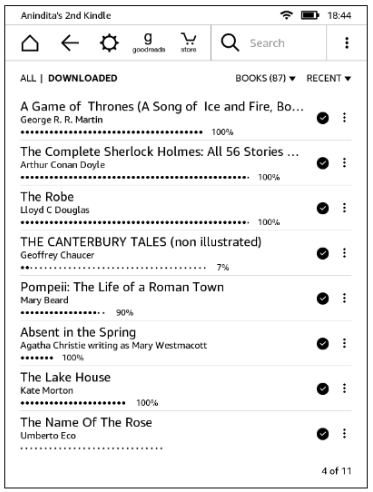 Anindita's 2nd Kindle 18:44
g
goodreads store Search
ALL | DOWNLOADED BOOKS (87) ▾ RECENT ▾
A Game of Thrones (A Song of Ice and Fire, Bo...
George R. R. Martin
100%
The Complete Sherlock Holmes: All 56 Stories ...
Arthur Conan Doyle
100%
The Robe
Lloyd C Douglas
100%
THE CANTERBURY TALES (non illustrated)
Geoffrey Chaucer
7%
Pompeii: The Life of a Roman Town
Mary Beard
90%
Absent in the Spring
Agatha Christie writing as Mary Westmacott
100%
The Lake House
Kate Morton
100%
The Name Of The Rose
Umberto Eco
4 of 11